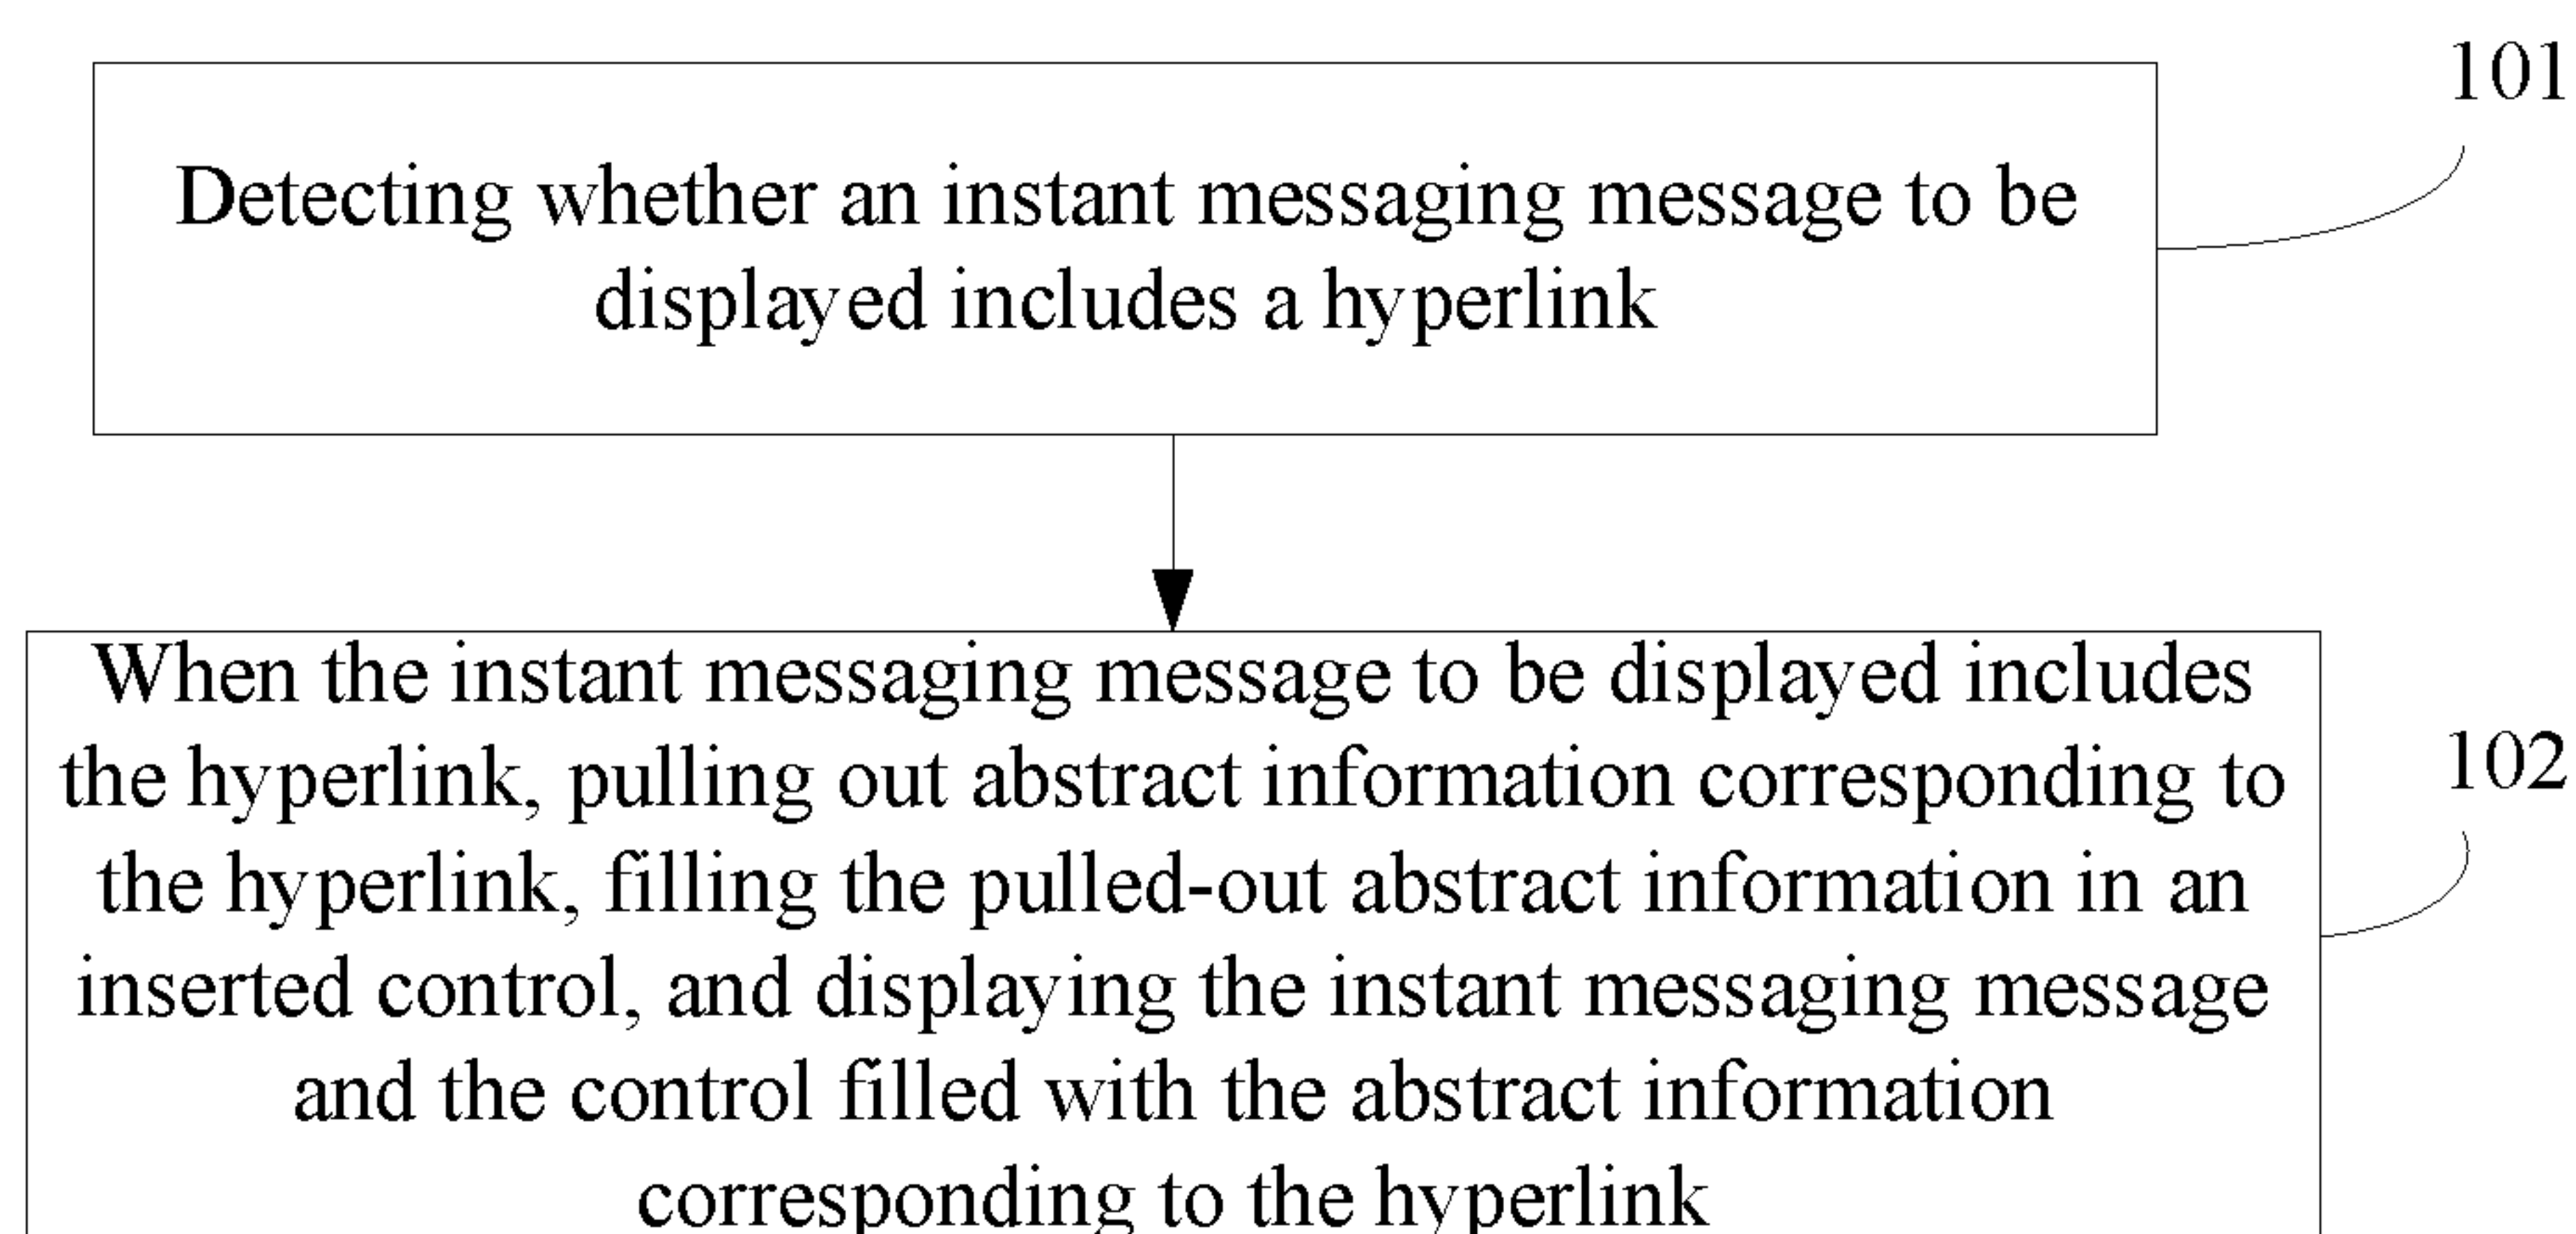 101
Detecting whether an instant messaging message to be
displayed includes a hyperlink
When the instant messaging message to be displayed includes
the hyperlink, pulling out abstract information corresponding to
102
the hyperlink, filling the pulled-out abstract information in an
inserted control, and displaying the instant messaging message
and the control filled with the abstract information
corresponding to the hyperlink